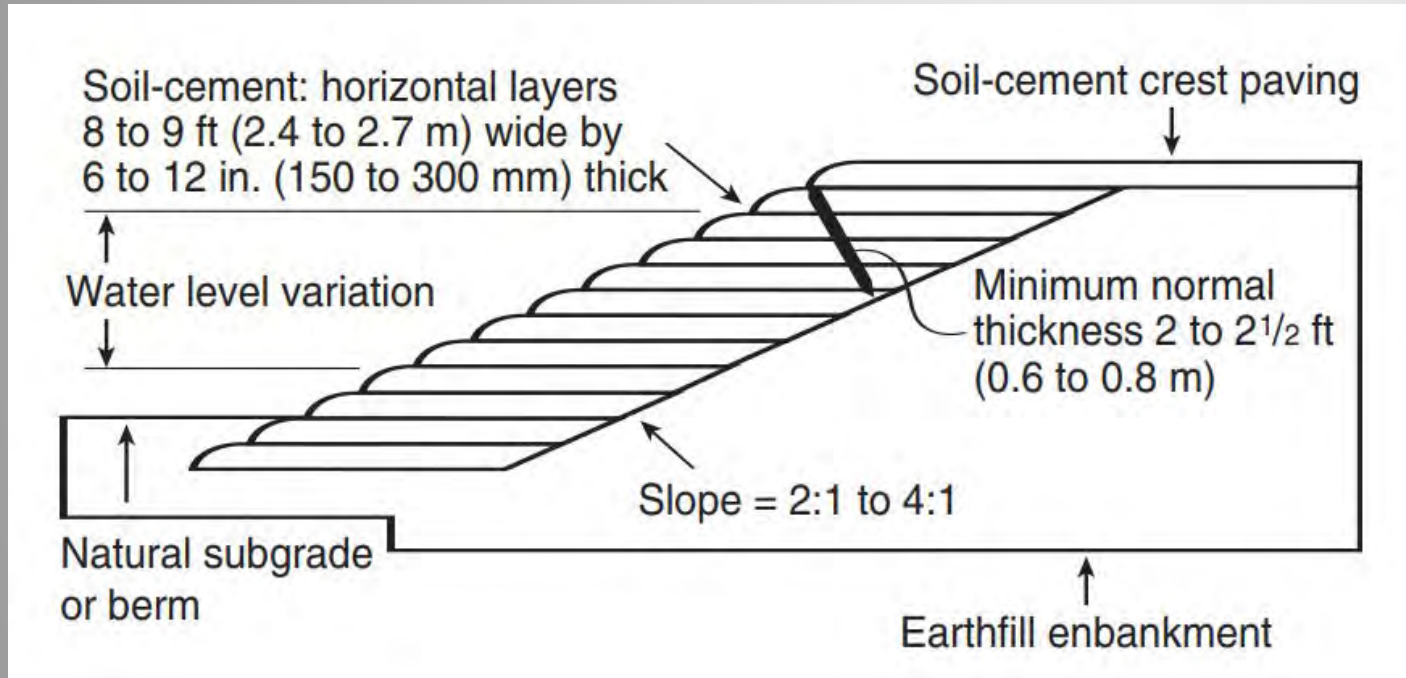 Soil-cement: horizontal layers
8 to 9 ft (2.4 to 2.7 m) wide by
6 to 12 in. (150 to 300 mm) thick
Soil-cement crest paving
Water level variation
Minimum normal
thickness 2 to 2 1/2 ft
(0.6 to 0.8 m)
Slope = 2:1 to 4:1
Natural subgrade
or berm
Earthfill enbankment